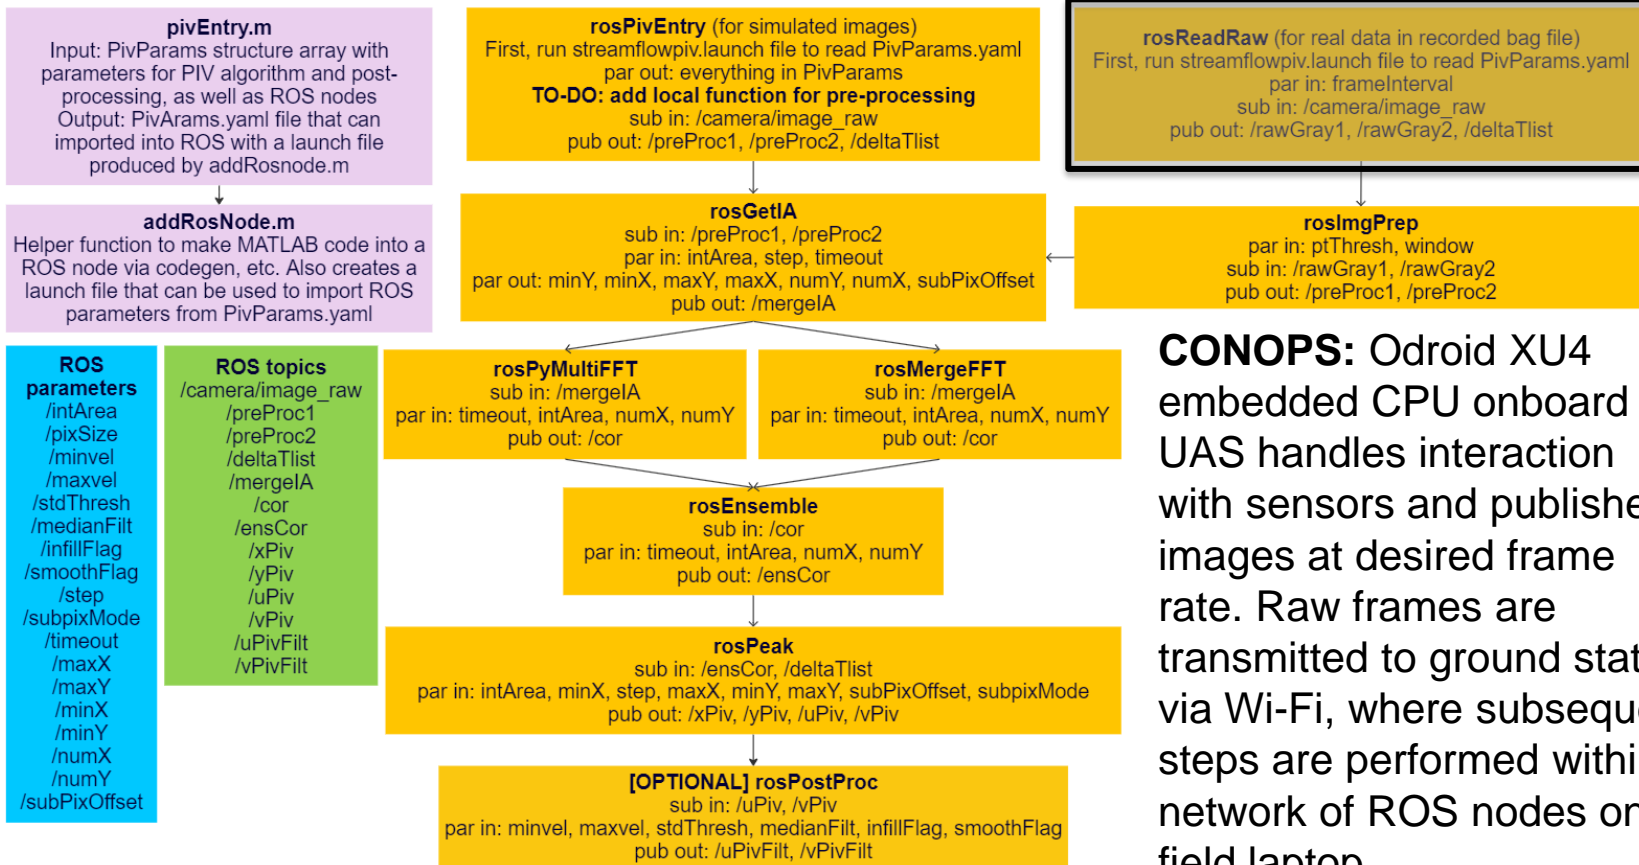 pivEntry.m
Input: PivParams structure array with
parameters for PIV algorithm and post-
processing, as well as ROS nodes
Output: PivArams.yaml file that can
imported into ROS with a launch file
produced by addRosnode.m
addRosNode.m
Helper function to make MATLAB code into a
ROS node via codegen, etc. Also creates a
launch file that can be used to import ROS
parameters from PivParams.yaml
ROS
parameters
/intArea
/pixSize
/minvel
/maxvel
/stdThresh
/medianFilt
/infillFlag
/smoothFlag
/step
/subpixMode
/timeout
/maxX
/maxY
/minX
/minY
/numX
/numY
/subPixOffset
ROS topics
/camera/image_raw
/preProc1
/preProc2
/deltaTlist
/mergeIA
/cor
/ensCor
/xPiv
/yPiv
/uPiv
/vPiv
/uPivFilt
/vPivFilt
rosPivEntry (for simulated images)
First, run streamflowpiv.launch file to read PivParams.yaml
par out: everything in PivParams
TO-DO: add local function for pre-processing
sub in: /camera/image_raw
pub out: /preProc1, /preProc2, /deltaTlist
rosReadRaw (for real data in recorded bag file)
First, run streamflowpiv.launch file to read PivParams.yaml
par in: frameInterval
sub in: /camera/image_raw
pub out: /rawGray1, /rawGray2, /deltaTlist
rosGetIA
sub in: /preProc1, /preProc2
par in: intArea, step, timeout
par out: minY, minX, maxY, maxX, numY, numX, subPixOffset
pub out: /mergeIA
rosImgPrep
par in: ptThresh, window
sub in: /rawGray1, /rawGray2
pub out: /preProc1, /preProc2
rosPyMultiFFT
sub in: /mergeIA
par in: timeout, intArea, numX, numY
pub out: /cor
rosMergeFFT
sub in: /mergeIA
par in: timeout, intArea, numX, numY
pub out: /cor
rosEnsemble
sub in: /cor
par in: timeout, intArea, numX, numY
pub out: /ensCor
rosPeak
sub in: /ensCor, /deltaTlist
par in: intArea, minX, step, maxX, minY, maxY, subPixOffset, subpixMode
pub out: /xPiv, /yPiv, /uPiv, /vPiv
[OPTIONAL] rosPostProc
sub in: /uPiv, /vPiv
par in: minvel, maxvel, stdThresh, medianFilt, infillFlag, smoothFlag
pub out: /uPivFilt, /vPivFilt
CONOPS: Odroid XU4
embedded CPU onboard
UAS handles interaction
with sensors and publishe
images at desired frame
rate. Raw frames are
transmitted to ground stat
via Wi-Fi, where subseque
steps are performed withi
network of ROS nodes on
field laptop